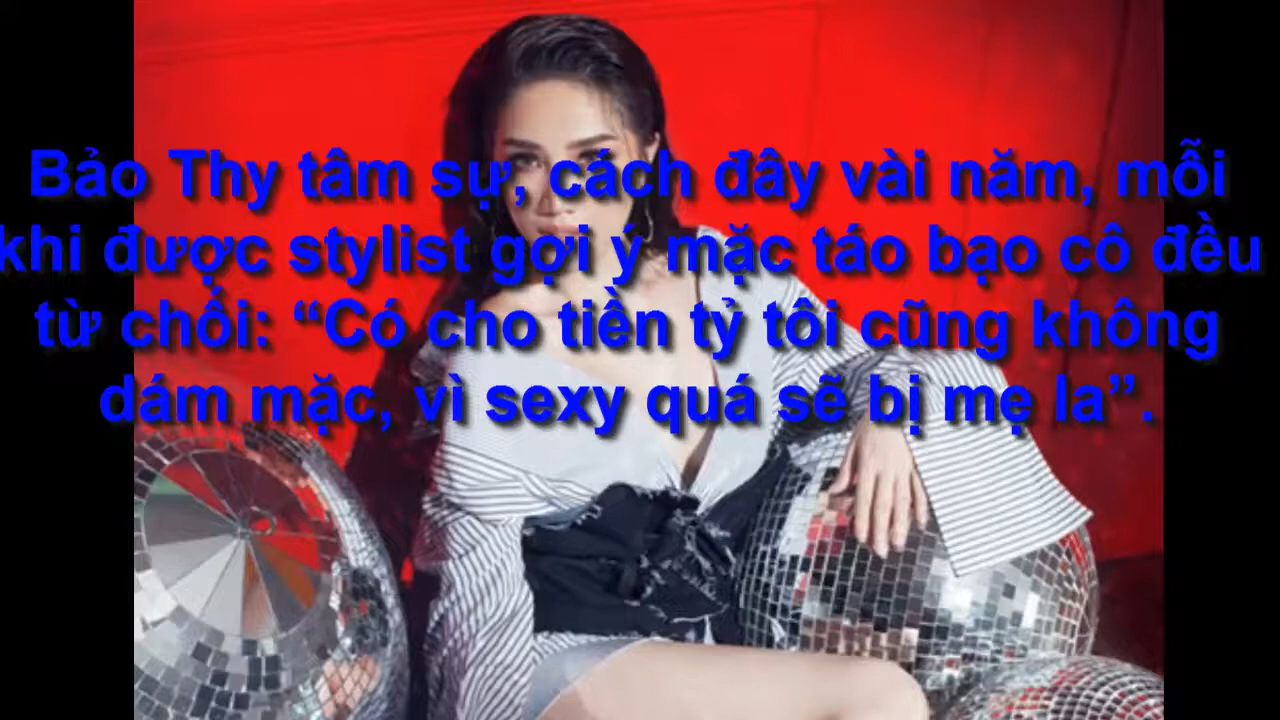 Bảo Thy tâm sự, cách đây vài năm, mỗi
khi được stylist gợi ý mặc táo bạo cô đều
từ chối: “Có cho tiền tỷ tôi cũng không
dám mặc, vì sexy quá sẽ bị mẹ la”.